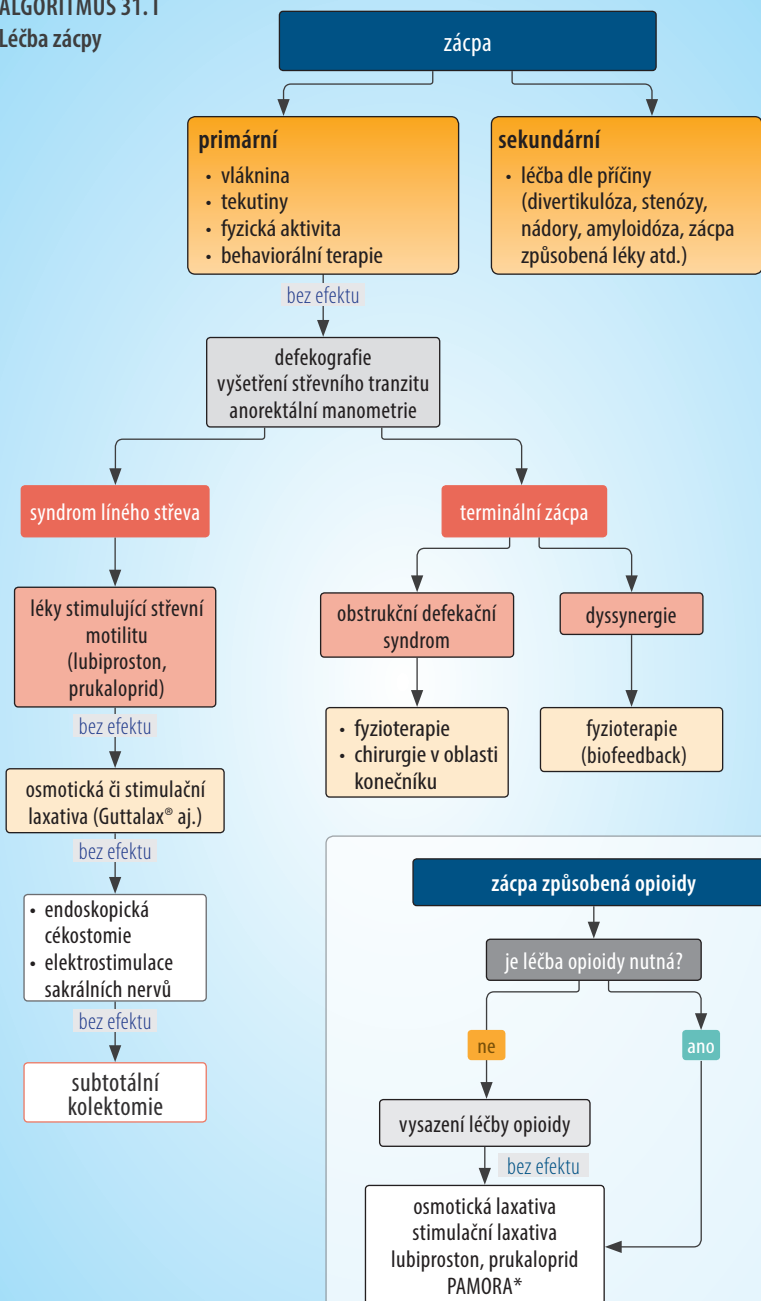 ALGORITMUS 31.1
Léčba zácpy
zácpa
primární
• vláknina
• tekutiny
• fyzická aktivita
• behaviorální terapie
sekundární
• léčba dle příčiny
(divertikulóza, stenózy,
nádory, amyloidóza, zácpa
způsobená léky atd.)
bez efektu
defekografie
vyšetření střevního tranzitu
anorektální manometrie
syndrom líného střeva
terminální zácpa
léky stimulující střevní
motilitu
(lubiproston,
prukaloprid)
obstrukční defekační
syndrom
dyssynergie
bez efektu
• fyzioterapie
• chirurgie v oblasti
konečníku
fyzioterapie
(biofeedback)
osmotická či stimulační
laxativa (Guttalax® aj.)
bez efektu
• endoskopická
cékostomie
• elektrostimulace
sakrálních nervů
bez efektu
subtotální
kolektomie
zácpa způsobená opioidy
je léčba opioidy nutná?
ne
ano
vysazení léčby opioidy
bez efektu
osmotická laxativa
stimulační laxativa
lubiproston, prukaloprid
PAMORA*